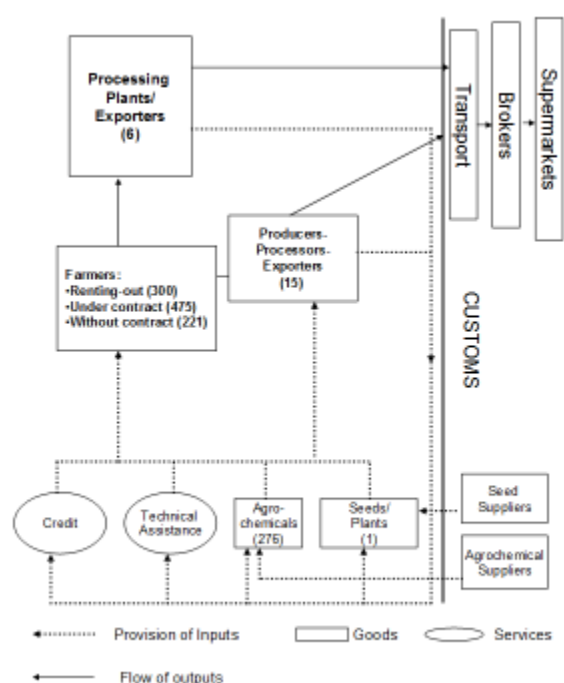 Processing
Plants/
Exporters
(6)
Transport
Brokers
Supermarkets
Producers-
Processors-
Exporters
(15)
Farmers:
•Renting-out (300)
•Under contract (475)
•Without contract (221)
CUSTOMS
Credit
Technical
Assistance
Agro-
chemicals
(276)
Seeds/
Plants
(1)
Seed
Suppliers
Agrochemical
Suppliers
Provision of Inputs
Goods
Services
Flow of outputs